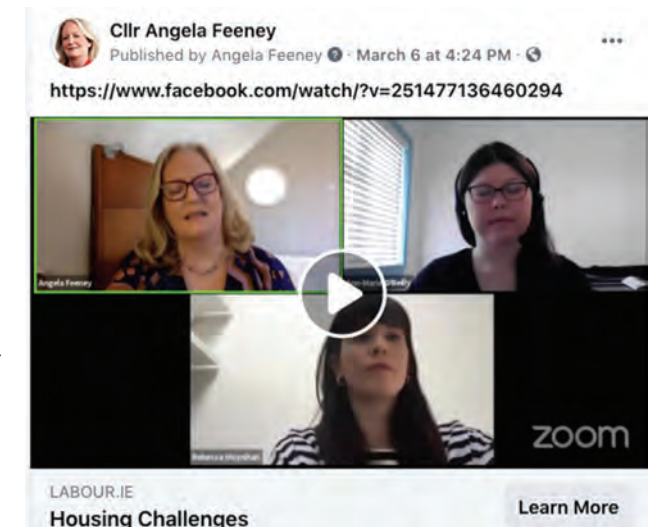 Cllr Angela Feeney
Published by Angela Feeney · March 6 at 4:24 PM ·
https://www.facebook.com/watch/?v=251477136460294
Angela Feeney
O'Reilly
Rebecca Moynihan
zoom
LABOUR.IE
Housing Challenges
Learn More